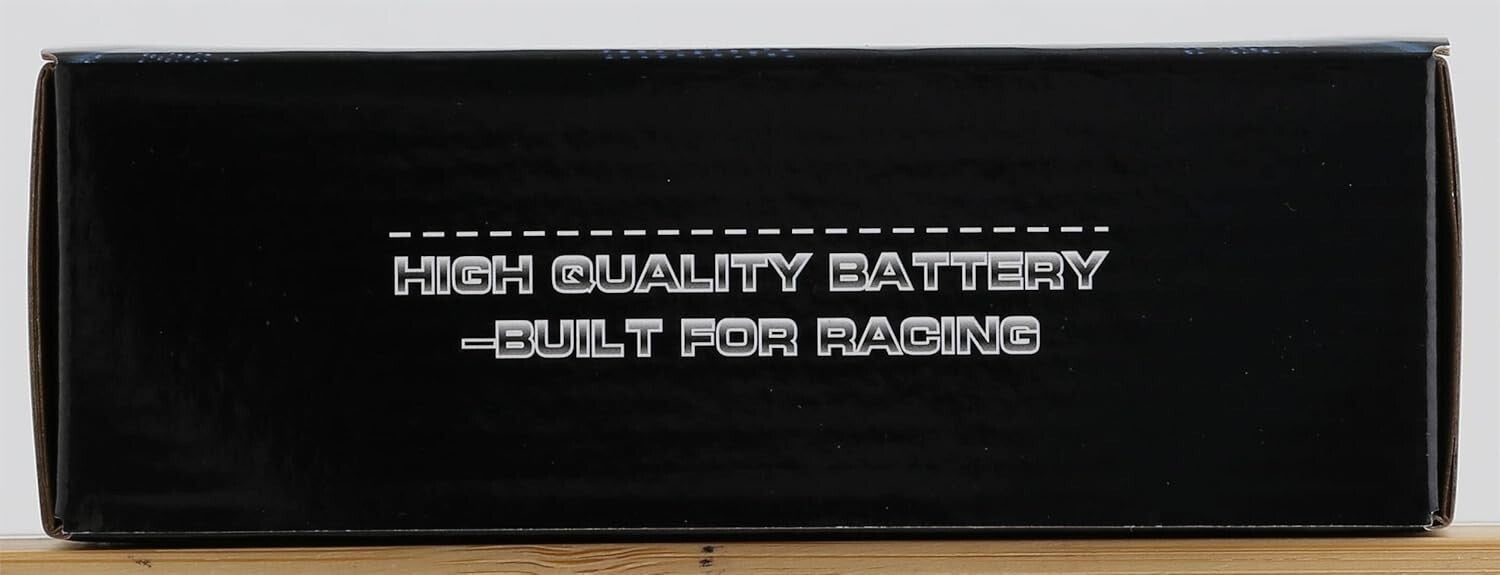 HIGH QUALITY BATTERY
–BUILT FOR RACING